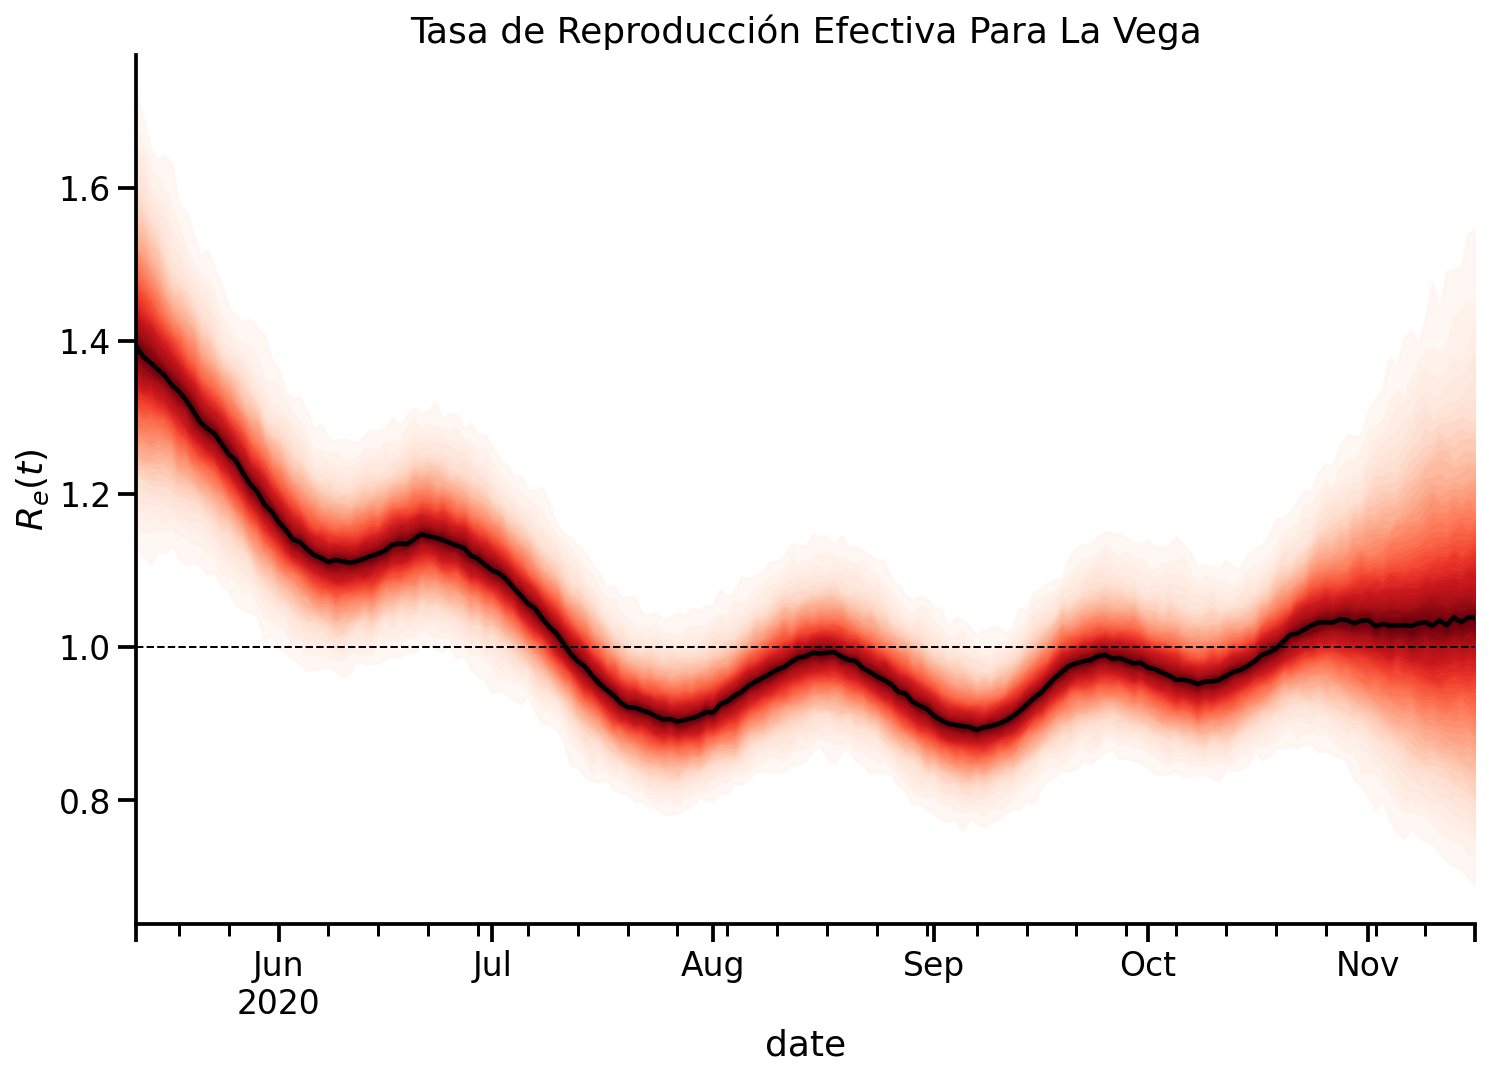 Tasa de Reproducción Efectiva Para La Vega
1.6
1.4
1.2
1.0
0.8
Re(t)
Jun Jul Aug Sep Oct Nov
2020
date